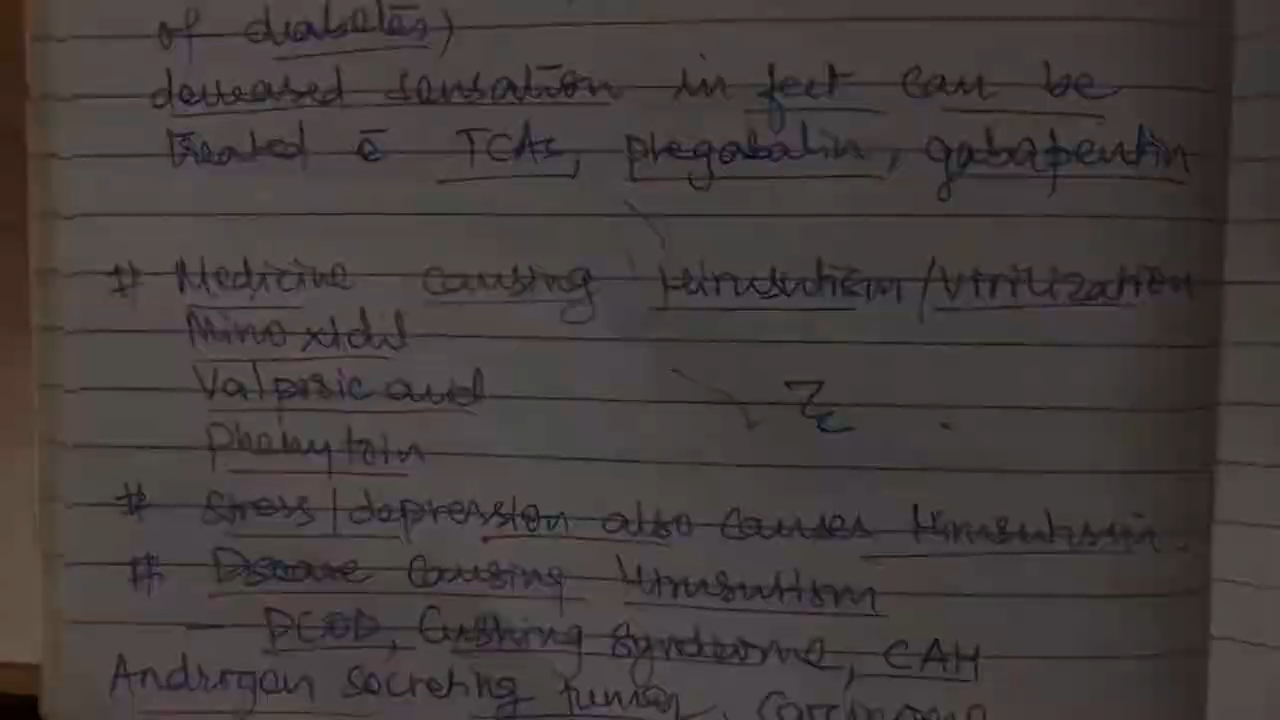 of diabetes)
decreased sensation in feet can be
treated c̄ TCAs, pregabalin, gabapentin
# Medicine causing Hirsutism/virilization
Minoxidil
Valproic acid
Phenytoin
# Stress/depression also causes Hirsutism.
# Disease causing Hirsutism
— PCOD, Cushing Syndrome, CAH
Androgen secreting tumor,